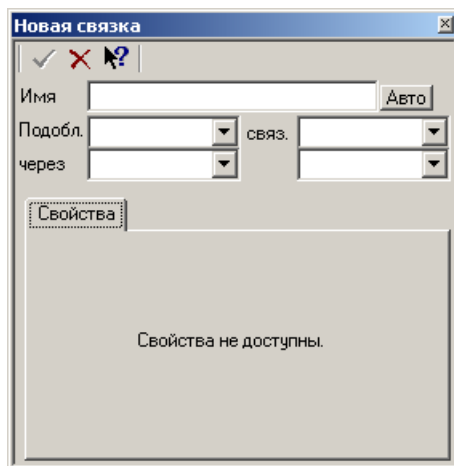 Новая связка
Имя Авто
Подобл. связ.
через
Свойства
Свойства не доступны.